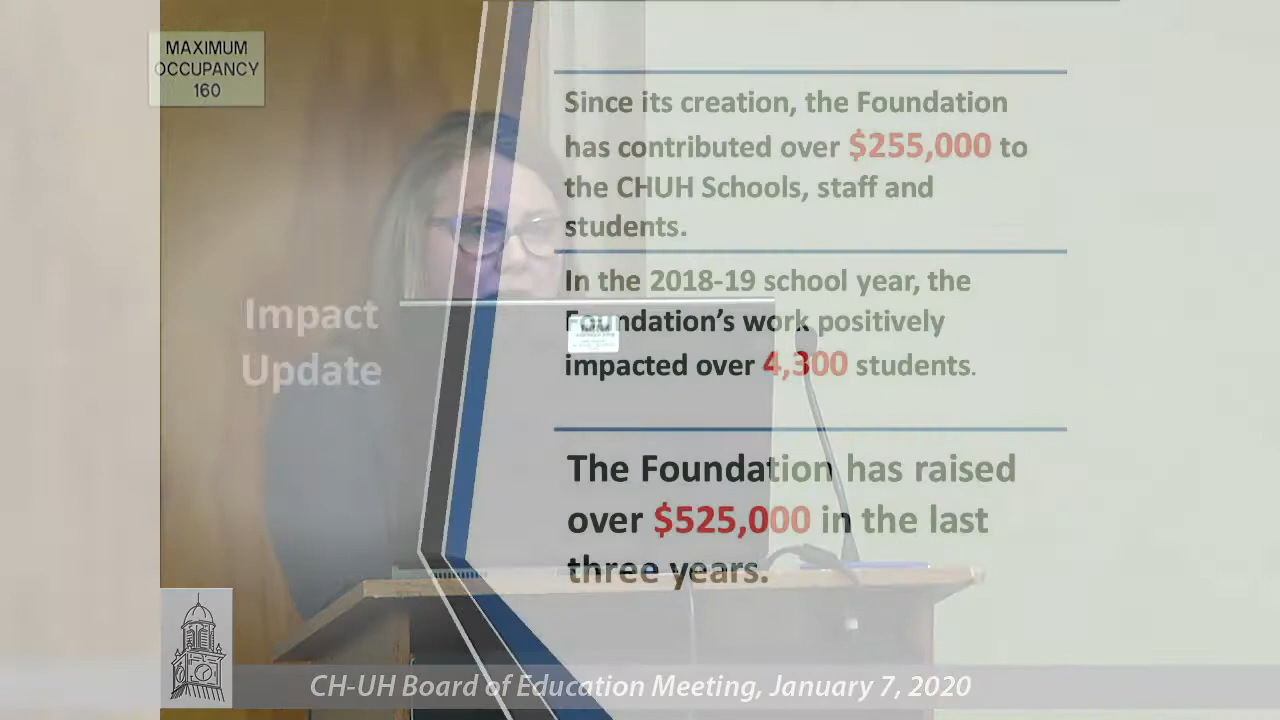 MAXIMUM
OCCUPANCY
160
Since its creation, the Foundation
has contributed over $255,000 to
the CHUH Schools, staff and
students.
In the 2018-19 school year, the
Foundation's work positively
impacted over 4,300 students.
Impact
Update
The Foundation has raised
over $525,000 in the last
three years.
CH-UH Board of Education Meeting, January 7, 2020